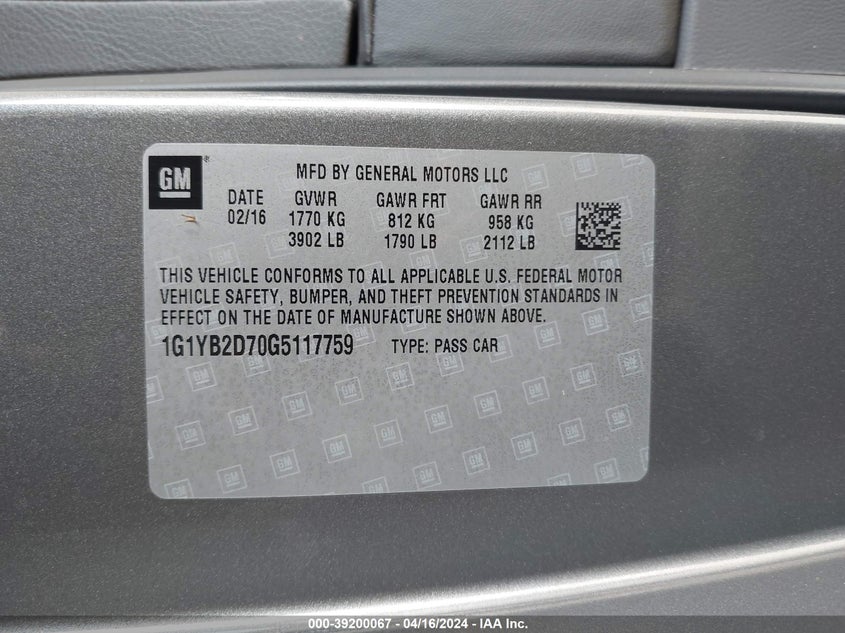 GM ®
MFD BY GENERAL MOTORS LLC
DATE GVWR GAWR FRT GAWR RR
02/16 1770 KG 812 KG 958 KG
3902 LB 1790 LB 2112 LB
THIS VEHICLE CONFORMS TO ALL APPLICABLE U.S. FEDERAL MOTOR
VEHICLE SAFETY, BUMPER, AND THEFT PREVENTION STANDARDS IN
EFFECT ON THE DATE OF MANUFACTURE SHOWN ABOVE.
1G1YB2D70G5117759 TYPE: PASS CAR
000-39200067 - 04/16/2024 - IAA Inc.